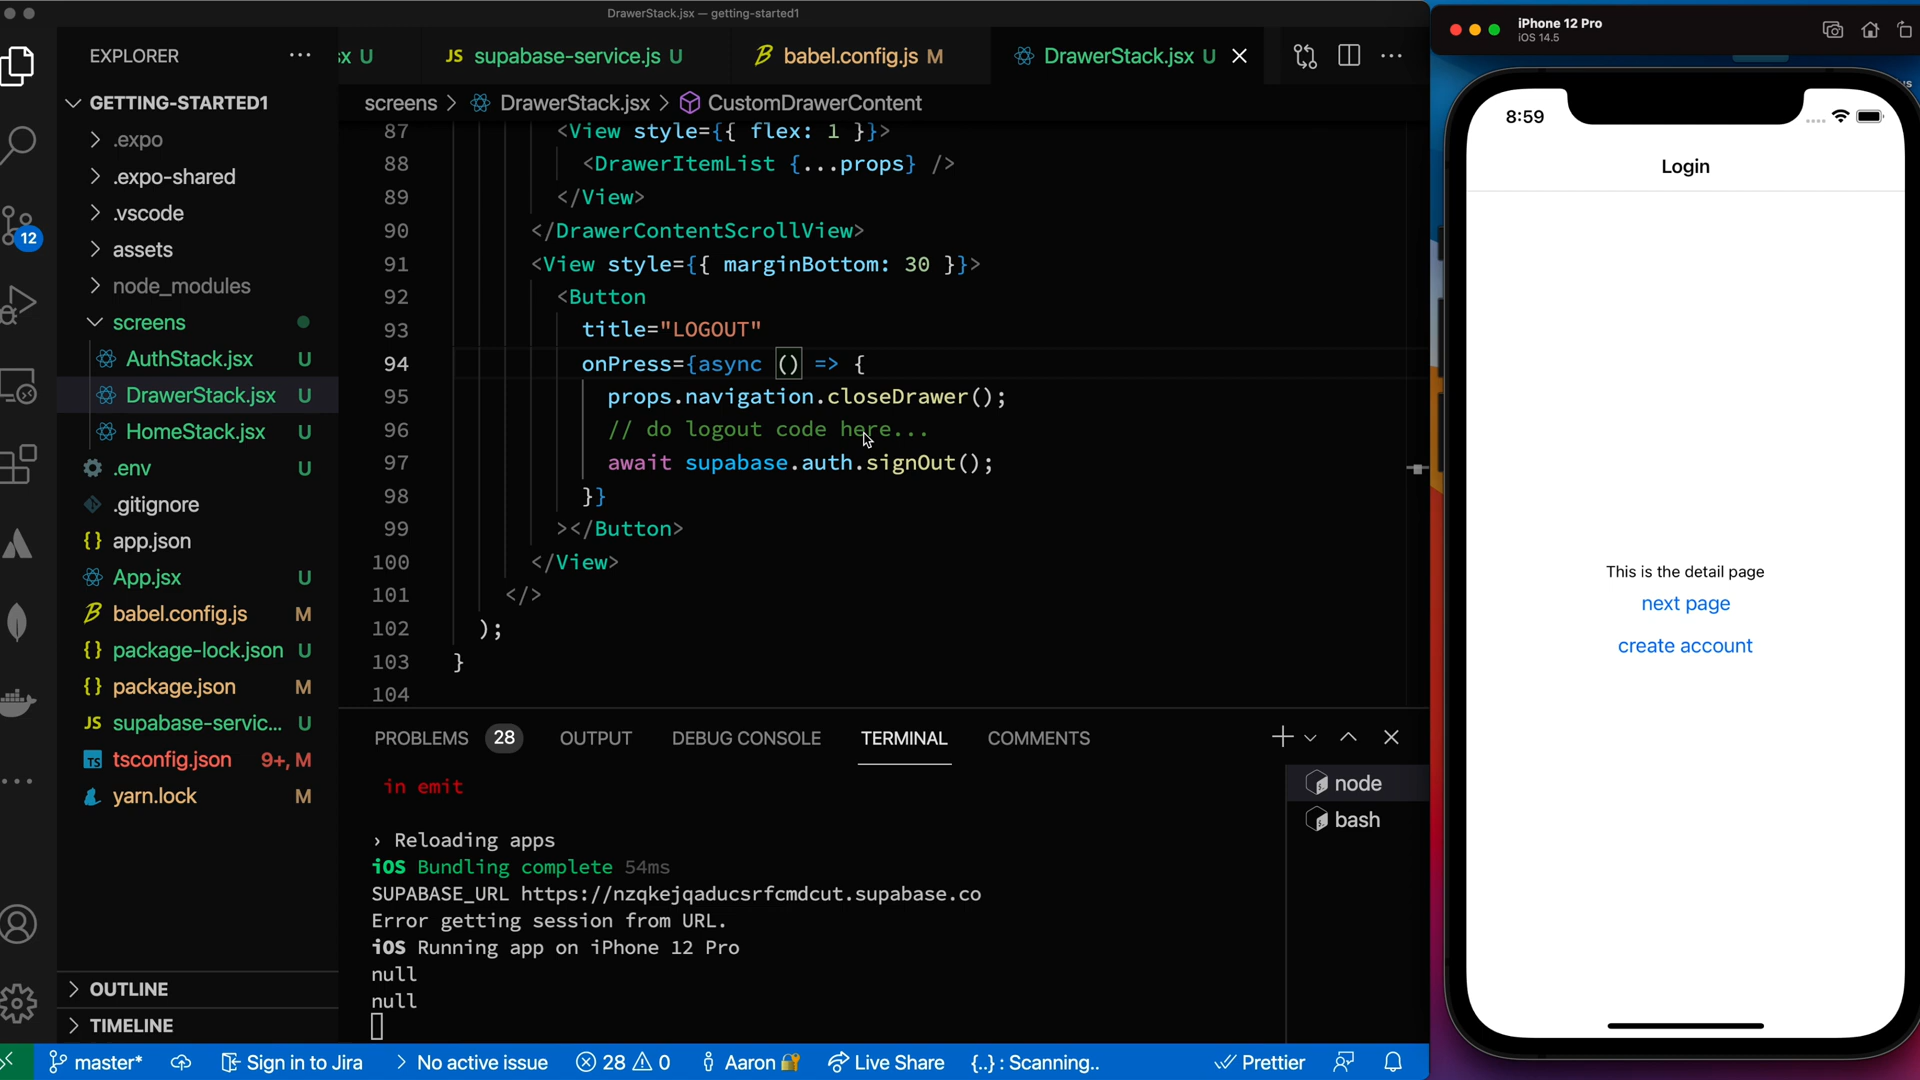 DrawerStack.jsx — getting-started1
EXPLORER
sx U
JS supabase-service.js U
babel.config.js M
DrawerStack.jsx U
screens > DrawerStack.jsx > CustomDrawerContent
GETTING-STARTED1
.expo
.expo-shared
.vscode
assets
node_modules
screens
AuthStack.jsx U
DrawerStack.jsx U
HomeStack.jsx U
.env U
.gitignore
{} app.json
App.jsx U
babel.config.js M
{} package-lock.json U
{} package.json M
JS supabase-servic... U
TS tsconfig.json 9+, M
yarn.lock M
OUTLINE
TIMELINE
12
87 <View style={{ flex: 1 }}>
88 <DrawerItemList {...props} />
89 </View>
90 </DrawerContentScrollView>
91 <View style={{ marginBottom: 30 }}>
92 <Button
93 title="LOGOUT"
94 onPress={async () => {
95 props.navigation.closeDrawer();
96 // do logout code here...
97 await supabase.auth.signOut();
98 }}
99 ></Button>
100 </View>
101 </>
102 );
103 }
104
PROBLEMS 28 OUTPUT DEBUG CONSOLE TERMINAL COMMENTS
in emit
› Reloading apps
iOS Bundling complete 54ms
SUPABASE_URL https://nzqkejqaducsrfcmdcut.supabase.co
Error getting session from URL.
iOS Running app on iPhone 12 Pro
null
null
node
bash
master* Sign in to Jira > No active issue 28 0 Aaron Live Share {..} : Scanning.. Prettier
iPhone 12 Pro
iOS 14.5
8:59
Login
This is the detail page
next page
create account